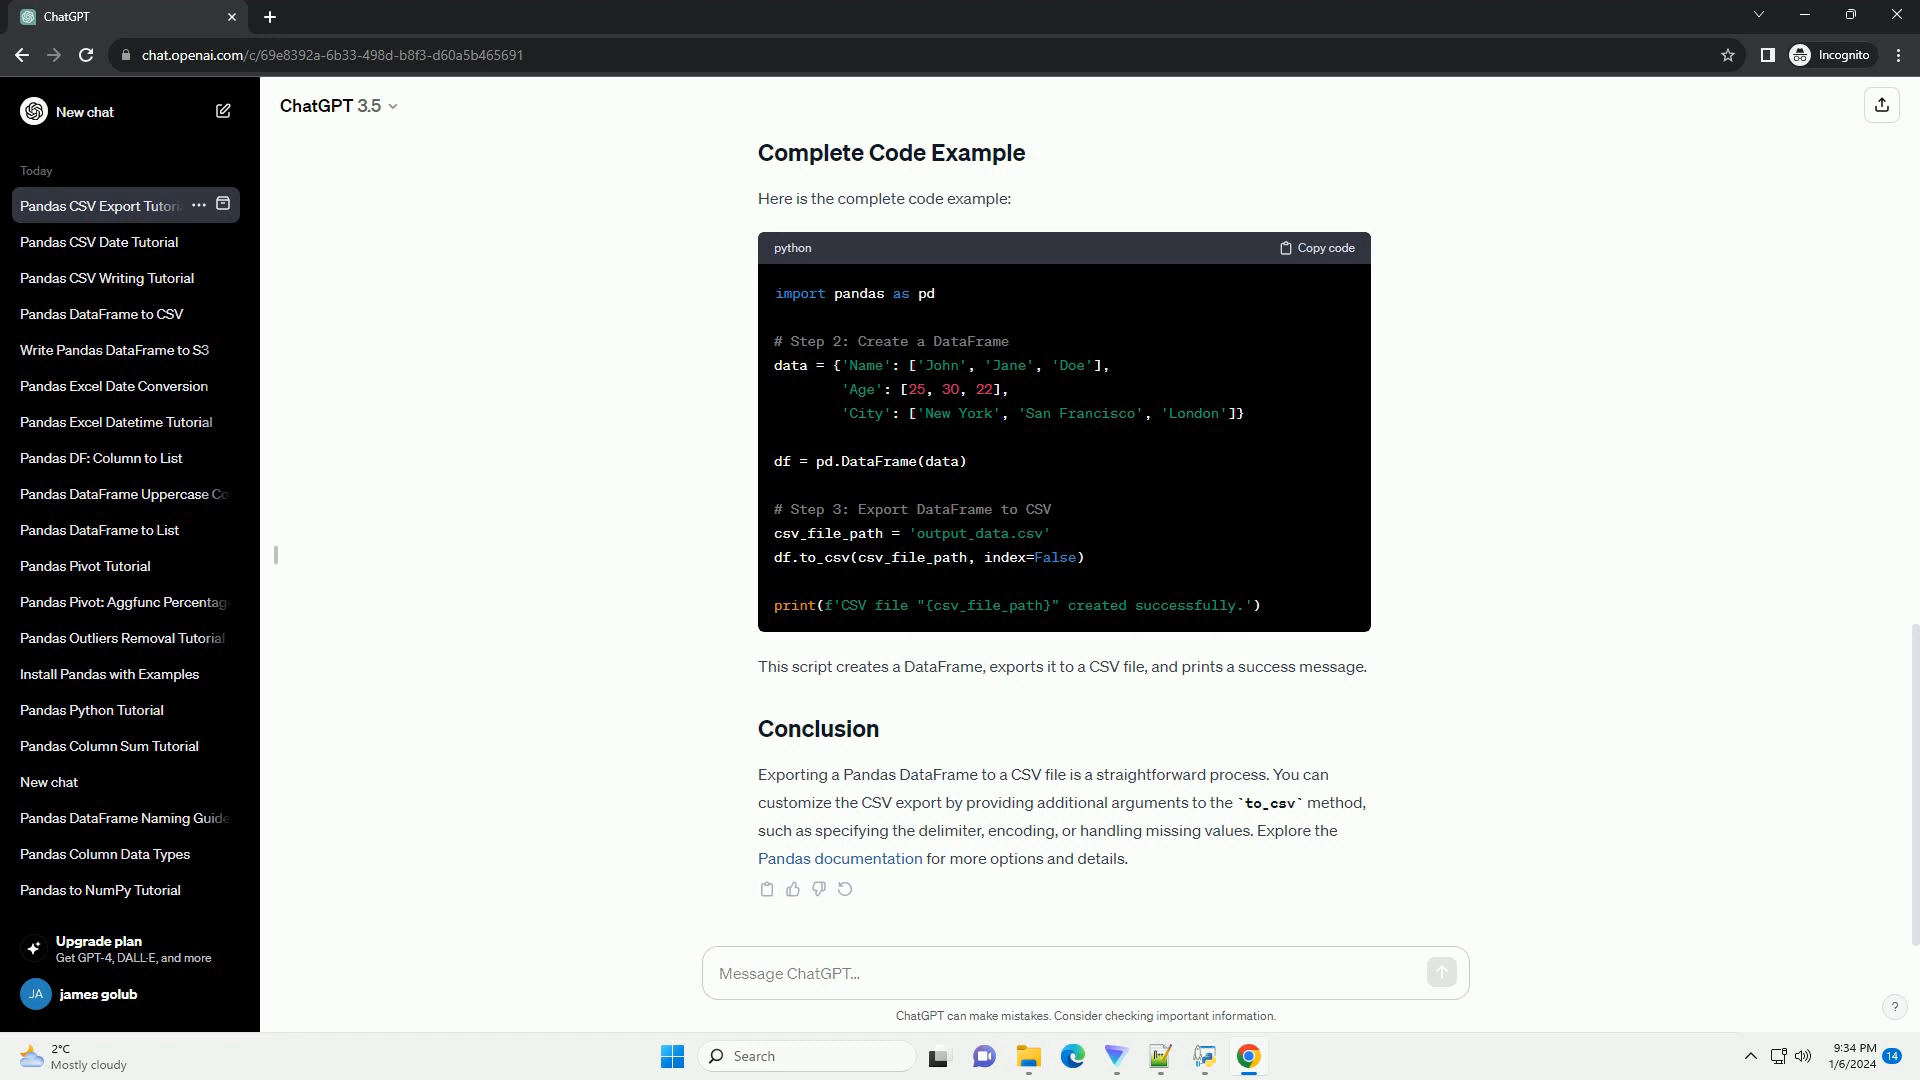 ChatGPT
chat.openai.com/c/69e8392a-6b33-498d-b8f3-d60a5b465691
Incognito
New chat
Today
Pandas CSV Export Tutori
Pandas CSV Date Tutorial
Pandas CSV Writing Tutorial
Pandas DataFrame to CSV
Write Pandas DataFrame to S3
Pandas Excel Date Conversion
Pandas Excel Datetime Tutorial
Pandas DF: Column to List
Pandas DataFrame Uppercase Co
Pandas DataFrame to List
Pandas Pivot Tutorial
Pandas Pivot: Aggfunc Percentag
Pandas Outliers Removal Tutorial
Install Pandas with Examples
Pandas Python Tutorial
Pandas Column Sum Tutorial
New chat
Pandas DataFrame Naming Guide
Pandas Column Data Types
Pandas to NumPy Tutorial
Upgrade plan
Get GPT-4, DALL·E, and more
JA
james golub
ChatGPT 3.5
Complete Code Example
Here is the complete code example:
python
Copy code
import pandas as pd
# Step 2: Create a DataFrame
data = {'Name': ['John', 'Jane', 'Doe'],
'Age': [25, 30, 22],
'City': ['New York', 'San Francisco', 'London']}
df = pd.DataFrame(data)
# Step 3: Export DataFrame to CSV
csv_file_path = 'output_data.csv'
df.to_csv(csv_file_path, index=False)
print(f'CSV file "{csv_file_path}" created successfully.')
This script creates a DataFrame, exports it to a CSV file, and prints a success message.
Conclusion
Exporting a Pandas DataFrame to a CSV file is a straightforward process. You can
customize the CSV export by providing additional arguments to the `to_csv` method,
such as specifying the delimiter, encoding, or handling missing values. Explore the
Pandas documentation for more options and details.
Message ChatGPT...
ChatGPT can make mistakes. Consider checking important information.
?
2°C
Mostly cloudy
Search
9:34 PM
1/6/2024
14